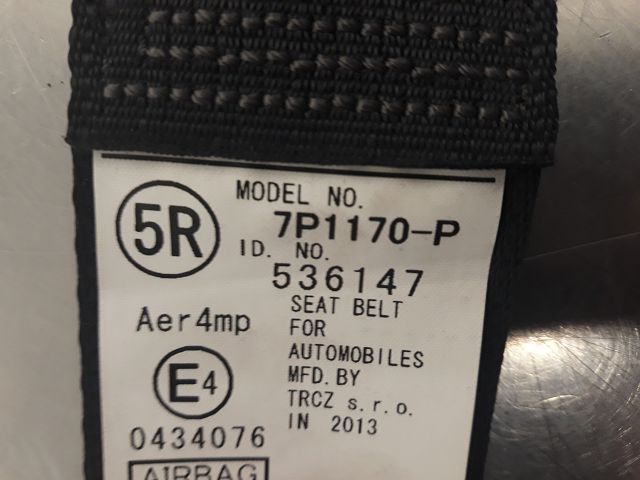 5R
MODEL NO.
7P1170-P
ID. NO.
536147
Aer4mp
SEAT BELT
FOR
AUTOMOBILES
MFD. BY
TRCZ s.r.o.
IN 2013
E4
0434076
AIRBAG